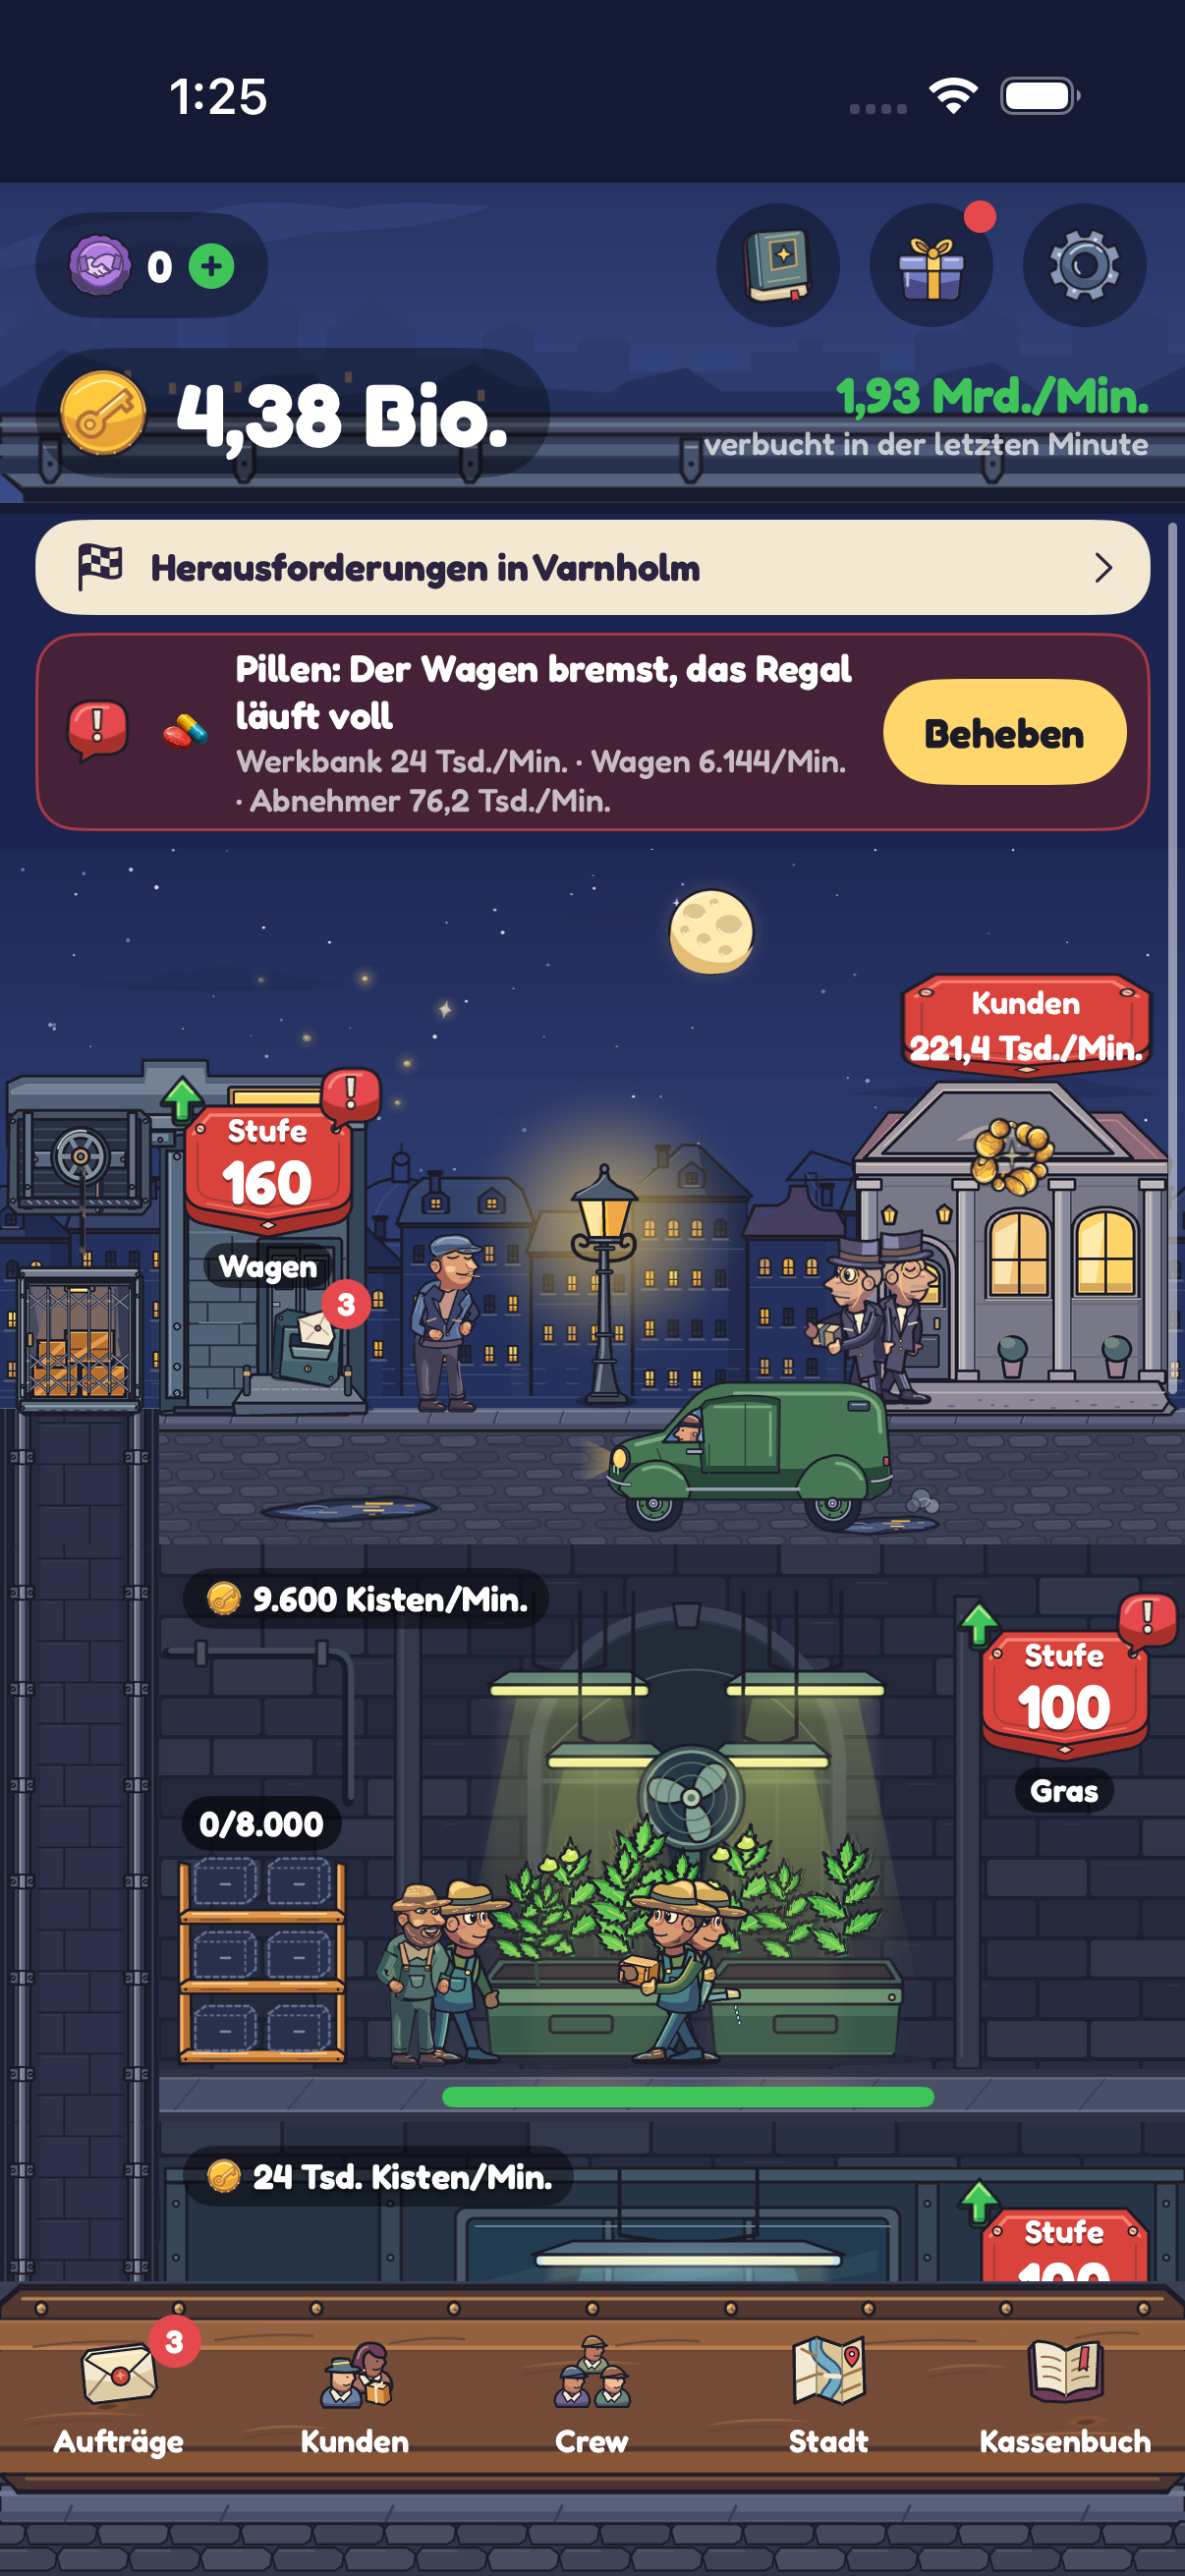 1:25
0
4,38 Bio.
1,93 Mrd./Min.
verbucht in der letzten Minute
Herausforderungen in Varnholm
Pillen: Der Wagen bremst, das Regal
läuft voll
Werkbank 24 Tsd./Min. · Wagen 6.144/Min.
· Abnehmer 76,2 Tsd./Min.
Beheben
Kunden
221,4 Tsd./Min.
Stufe
160
Wagen
3
9.600 Kisten/Min.
Stufe
100
Gras
0/8.000
24 Tsd. Kisten/Min.
Stufe
100
3
Aufträge
Kunden
Crew
Stadt
Kassenbuch